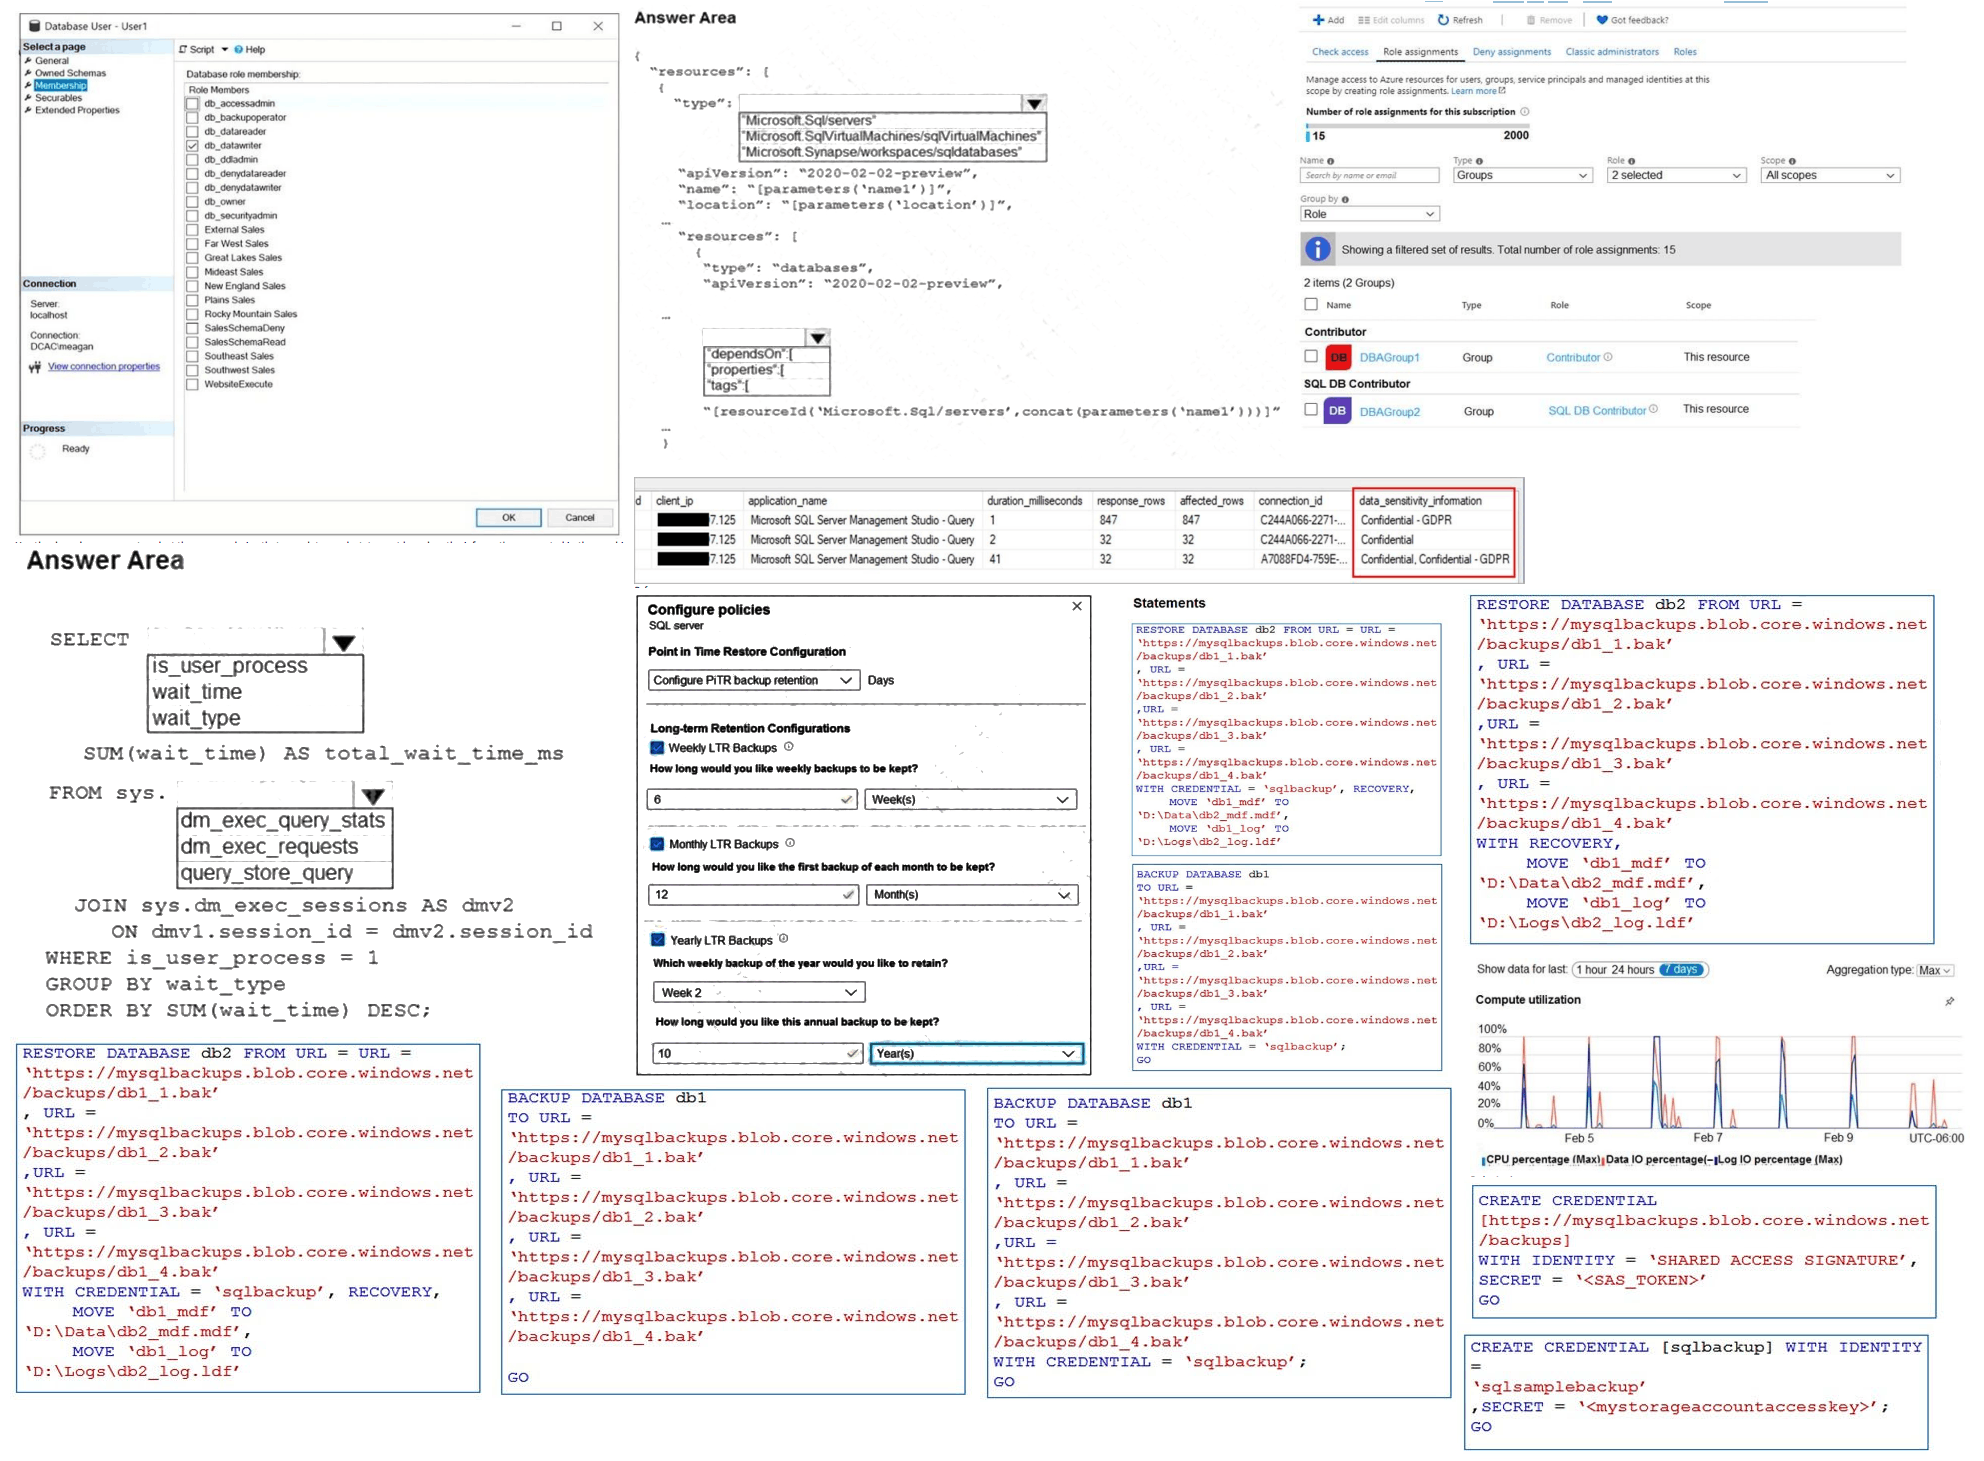 Database User - User1
Select a page
General
Owned Schemas
Membership
Securables
Extended Properties
Script
Help
Database role membership:
Role Members
db_accessadmin
db_backupoperator
db_datareader
db_datawriter
db_ddladmin
db_denydatareader
db_denydatawriter
db_owner
db_securityadmin
External Sales
Far West Sales
Great Lakes Sales
Mideast Sales
New England Sales
Plains Sales
Rocky Mountain Sales
SalesSchemaDeny
SalesSchemaRead
Southeast Sales
Southwest Sales
WebsiteExecute
Connection
Server:
localhost
Connection:
DCAC\meagan
View connection properties
Progress
Ready
OK
Cancel
Answer Area
{
"resources": [
{
"type":
"Microsoft.Sql/servers"
"Microsoft.SqlVirtualMachines/sqlVirtualMachines"
"Microsoft.Synapse/workspaces/sqldatabases"
"apiVersion": "2020-02-02-preview",
"name": "[parameters('name1')]",
"location": "[parameters('location')]",
…
"resources": [
{
"type": "databases",
"apiVersion": "2020-02-02-preview",
…
"dependsOn":[
"properties":[
"tags":[
"[resourceId('Microsoft.Sql/servers',concat(parameters('name1')))]"
…
}
Add
Edit columns
Refresh
Remove
Got feedback?
Check access
Role assignments
Deny assignments
Classic administrators
Roles
Manage access to Azure resources for users, groups, service principals and managed identities at this
scope by creating role assignments. Learn more
Number of role assignments for this subscription
15
2000
Name
Type
Role
Scope
Search by name or email
Groups
2 selected
All scopes
Group by
Role
Showing a filtered set of results. Total number of role assignments: 15
2 items (2 Groups)
Name
Type
Role
Scope
Contributor
DB
DBAGroup1
Group
Contributor
This resource
SQL DB Contributor
DB
DBAGroup2
Group
SQL DB Contributor
This resource
d client_ip application_name duration_milliseconds response_rows affected_rows connection_id data_sensitivity_information
7.125 Microsoft SQL Server Management Studio - Query 1 847 847 C244A066-2271-... Confidential - GDPR
7.125 Microsoft SQL Server Management Studio - Query 2 32 32 C244A066-2271-... Confidential
7.125 Microsoft SQL Server Management Studio - Query 41 32 32 A7088FD4-759E-... Confidential, Confidential - GDPR
Answer Area
SELECT
is_user_process
wait_time
wait_type
SUM(wait_time) AS total_wait_time_ms
FROM sys.
dm_exec_query_stats
dm_exec_requests
query_store_query
JOIN sys.dm_exec_sessions AS dmv2
ON dmv1.session_id = dmv2.session_id
WHERE is_user_process = 1
GROUP BY wait_type
ORDER BY SUM(wait_time) DESC;
Configure policies
SQL server
Point in Time Restore Configuration
Configure PiTR backup retention
Days
Long-term Retention Configurations
Weekly LTR Backups
How long would you like weekly backups to be kept?
6
Week(s)
Monthly LTR Backups
How long would you like the first backup of each month to be kept?
12
Month(s)
Yearly LTR Backups
Which weekly backup of the year would you like to retain?
Week 2
How long would you like this annual backup to be kept?
10
Year(s)
Statements
RESTORE DATABASE db2 FROM URL = URL =
'https://mysqlbackups.blob.core.windows.net
/backups/db1_1.bak'
, URL =
'https://mysqlbackups.blob.core.windows.net
/backups/db1_2.bak'
,URL =
'https://mysqlbackups.blob.core.windows.net
/backups/db1_3.bak'
, URL =
'https://mysqlbackups.blob.core.windows.net
/backups/db1_4.bak'
WITH CREDENTIAL = 'sqlbackup', RECOVERY,
MOVE 'db1_mdf' TO
'D:\Data\db2_mdf.mdf',
MOVE 'db1_log' TO
'D:\Logs\db2_log.ldf'
BACKUP DATABASE db1
TO URL =
'https://mysqlbackups.blob.core.windows.net
/backups/db1_1.bak'
, URL =
'https://mysqlbackups.blob.core.windows.net
/backups/db1_2.bak'
,URL =
'https://mysqlbackups.blob.core.windows.net
/backups/db1_3.bak'
, URL =
'https://mysqlbackups.blob.core.windows.net
/backups/db1_4.bak'
WITH CREDENTIAL = 'sqlbackup';
GO
RESTORE DATABASE db2 FROM URL =
'https://mysqlbackups.blob.core.windows.net
/backups/db1_1.bak'
, URL =
'https://mysqlbackups.blob.core.windows.net
/backups/db1_2.bak'
,URL =
'https://mysqlbackups.blob.core.windows.net
/backups/db1_3.bak'
, URL =
'https://mysqlbackups.blob.core.windows.net
/backups/db1_4.bak'
WITH RECOVERY,
MOVE 'db1_mdf' TO
'D:\Data\db2_mdf.mdf',
MOVE 'db1_log' TO
'D:\Logs\db2_log.ldf'
Show data for last: 1 hour 24 hours 7 days
Aggregation type: Max
Compute utilization
100%
80%
60%
40%
20%
0%
Feb 5
Feb 7
Feb 9
UTC-06:00
CPU percentage (Max) Data IO percentage(– Log IO percentage (Max)
RESTORE DATABASE db2 FROM URL = URL =
'https://mysqlbackups.blob.core.windows.net
/backups/db1_1.bak'
, URL =
'https://mysqlbackups.blob.core.windows.net
/backups/db1_2.bak'
,URL =
'https://mysqlbackups.blob.core.windows.net
/backups/db1_3.bak'
, URL =
'https://mysqlbackups.blob.core.windows.net
/backups/db1_4.bak'
WITH CREDENTIAL = 'sqlbackup', RECOVERY,
MOVE 'db1_mdf' TO
'D:\Data\db2_mdf.mdf',
MOVE 'db1_log' TO
'D:\Logs\db2_log.ldf'
BACKUP DATABASE db1
TO URL =
'https://mysqlbackups.blob.core.windows.net
/backups/db1_1.bak'
, URL =
'https://mysqlbackups.blob.core.windows.net
/backups/db1_2.bak'
, URL =
'https://mysqlbackups.blob.core.windows.net
/backups/db1_3.bak'
, URL =
'https://mysqlbackups.blob.core.windows.net
/backups/db1_4.bak'
GO
BACKUP DATABASE db1
TO URL =
'https://mysqlbackups.blob.core.windows.net
/backups/db1_1.bak'
, URL =
'https://mysqlbackups.blob.core.windows.net
/backups/db1_2.bak'
,URL =
'https://mysqlbackups.blob.core.windows.net
/backups/db1_3.bak'
, URL =
'https://mysqlbackups.blob.core.windows.net
/backups/db1_4.bak'
WITH CREDENTIAL = 'sqlbackup';
GO
CREATE CREDENTIAL
[https://mysqlbackups.blob.core.windows.net
/backups]
WITH IDENTITY = 'SHARED ACCESS SIGNATURE',
SECRET = '<SAS_TOKEN>'
GO
CREATE CREDENTIAL [sqlbackup] WITH IDENTITY
=
'sqlsamplebackup'
,SECRET = '<mystorageaccountaccesskey>';
GO